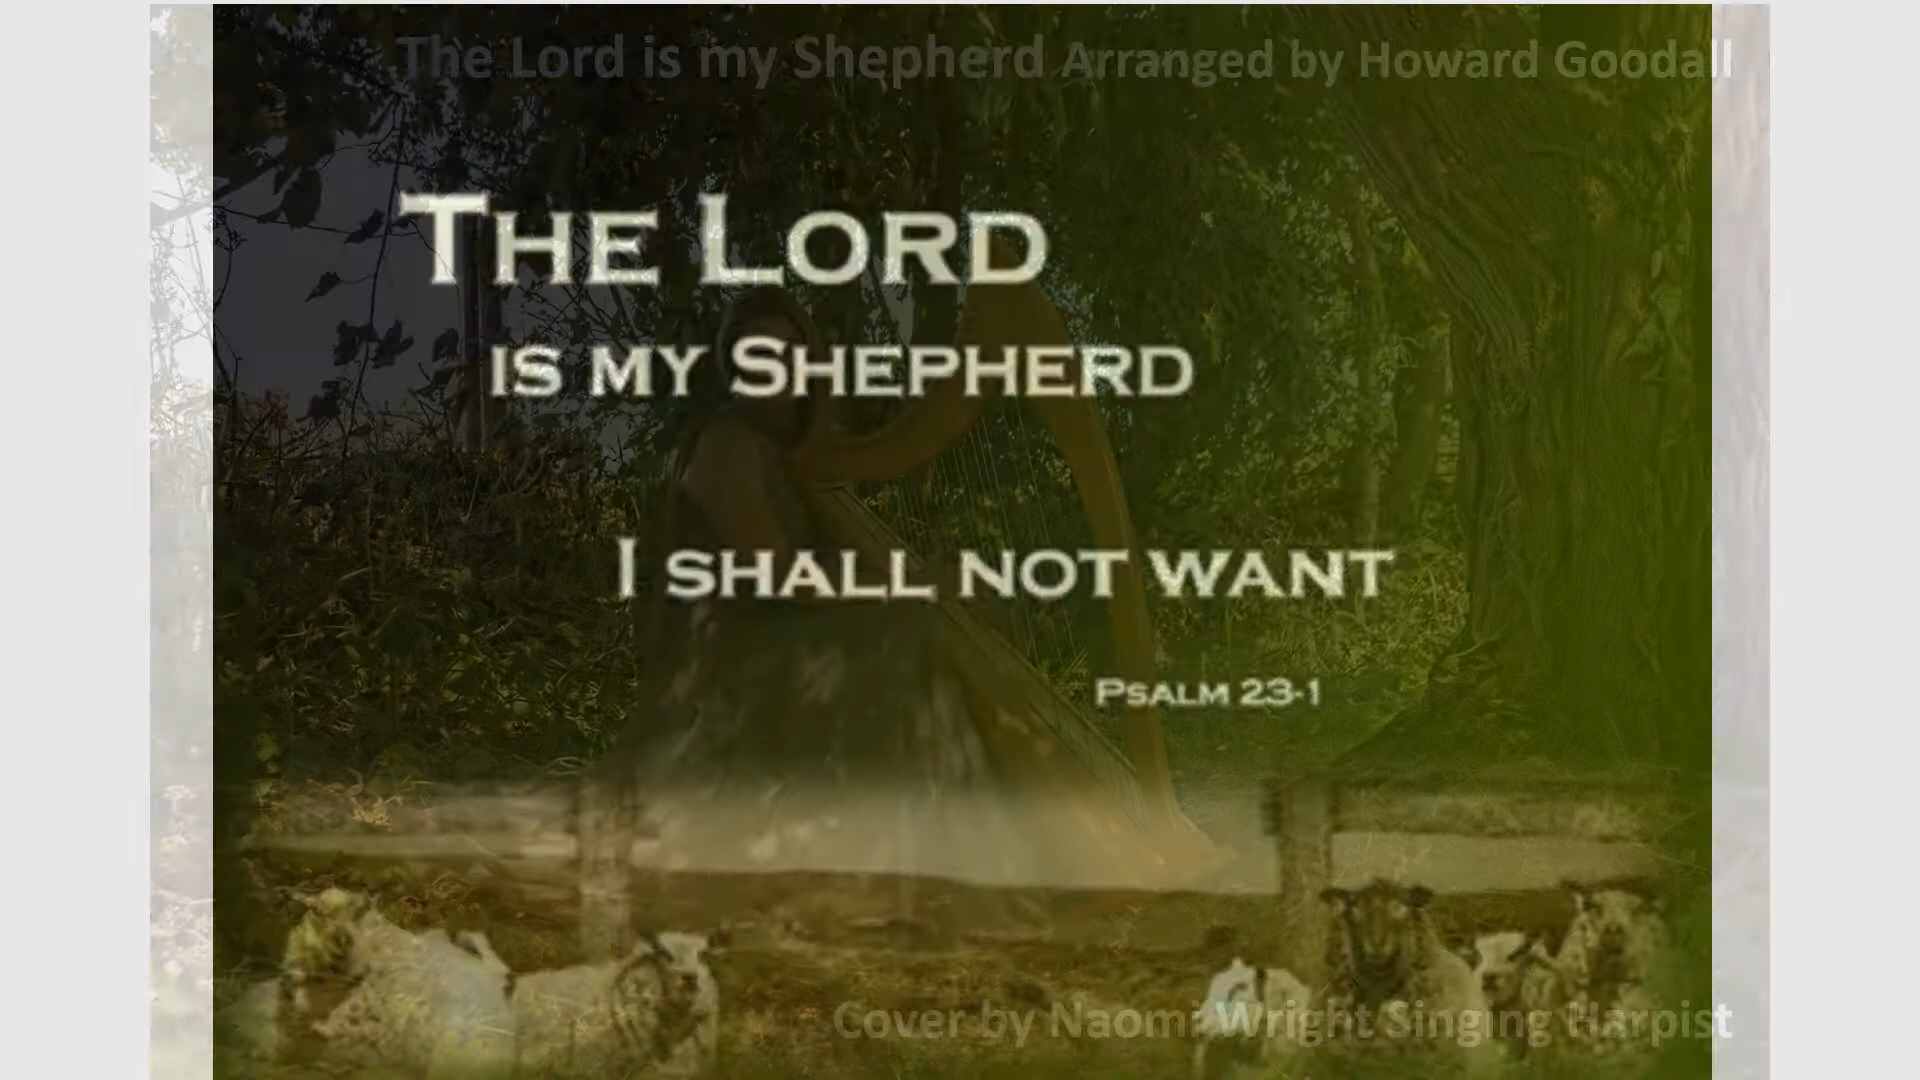 The Lord is my Shepherd Arranged by Howard Goodall
THE LORD
IS MY SHEPHERD
I SHALL NOT WANT
PSALM 23-1
Cover by Naomi Wright Singing Harpist